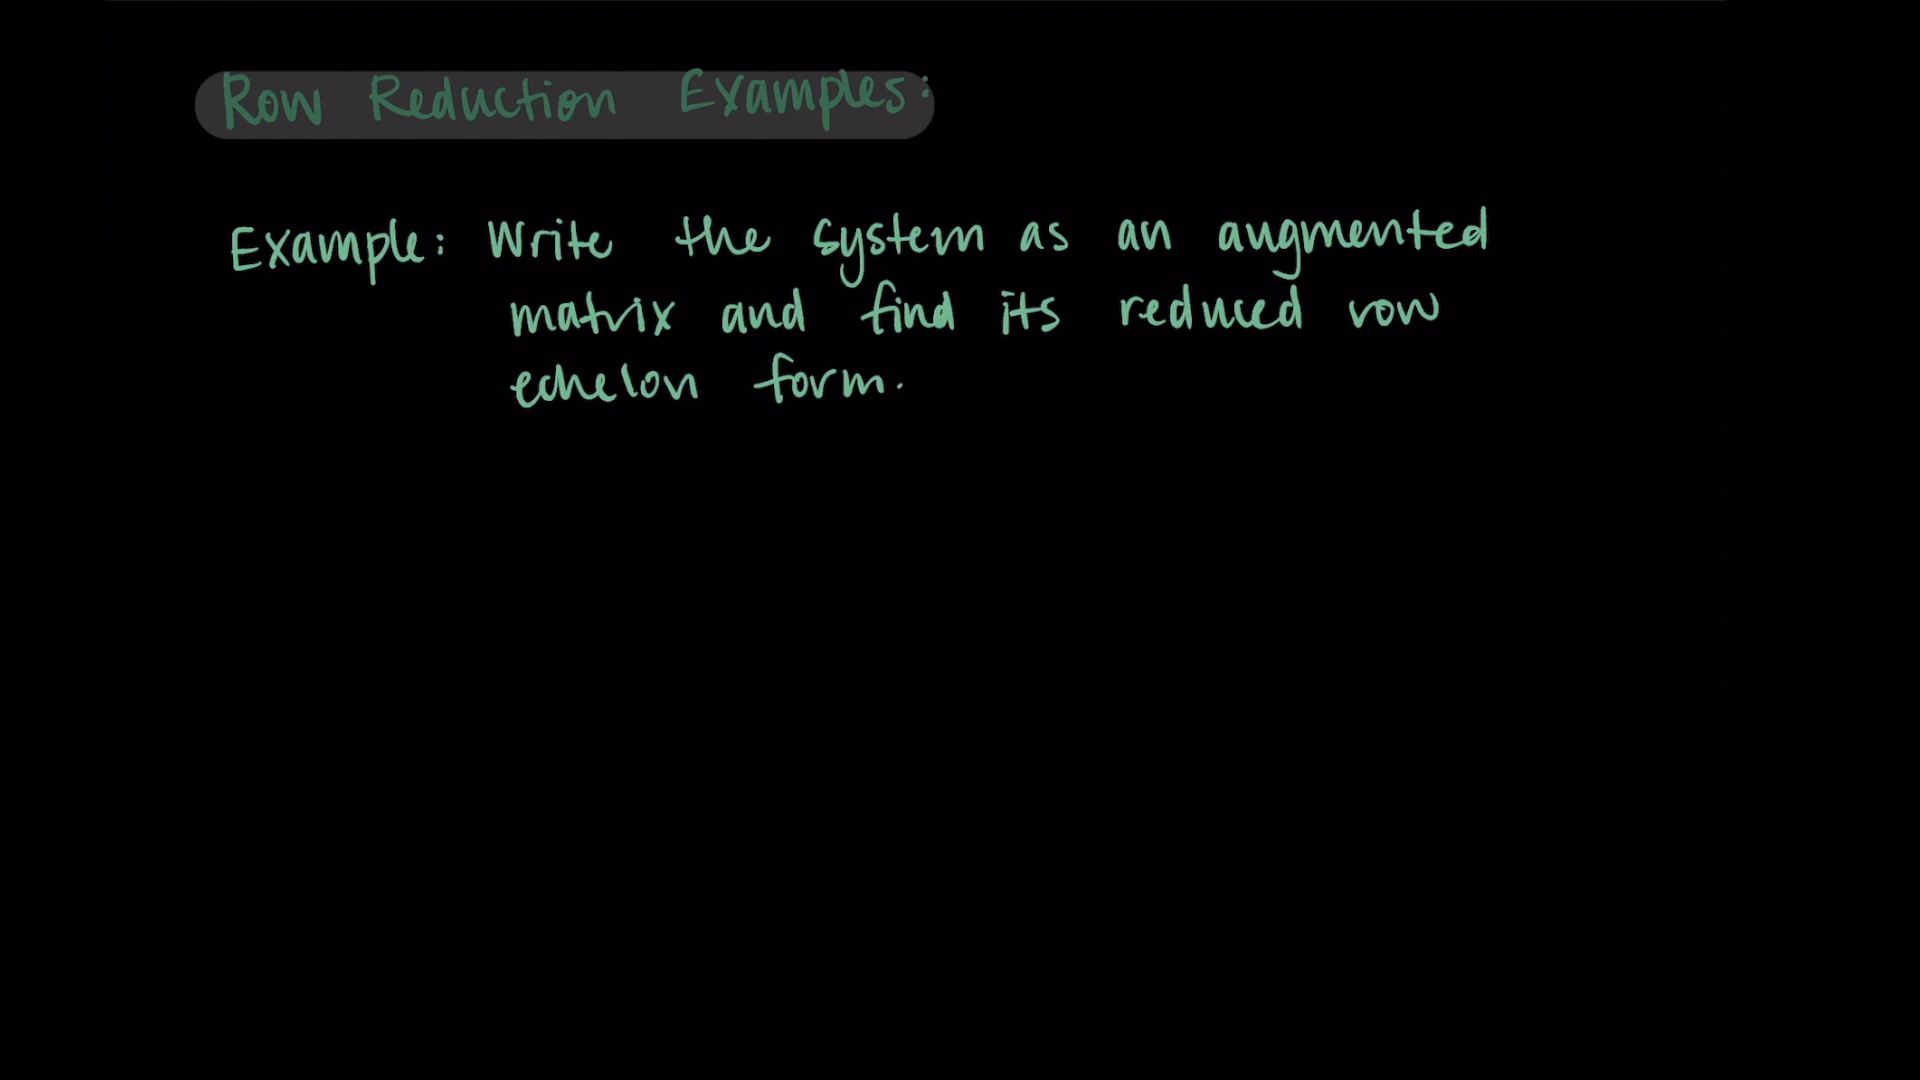 Row Reduction Examples:
Example: Write the system as an augmented
matrix and find its reduced row
echelon form.